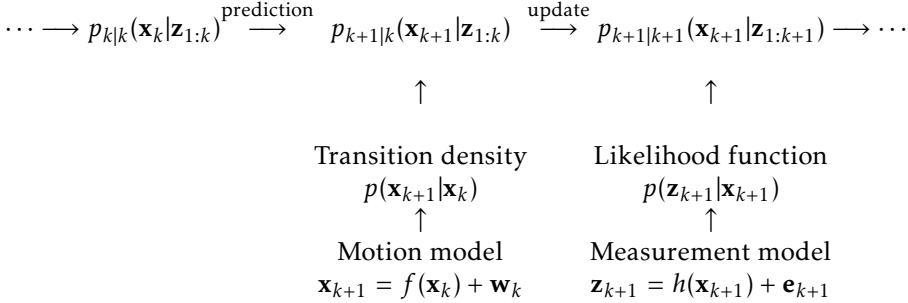 prediction update
⋯ ⟶ p_{k|k}(x_k|z_{1:k}) ⟶ p_{k+1|k}(x_{k+1}|z_{1:k}) ⟶ p_{k+1|k+1}(x_{k+1}|z_{1:k+1}) ⟶ ⋯
↑ ↑
Transition density Likelihood function
p(x_{k+1}|x_k) p(z_{k+1}|x_{k+1})
↑ ↑
Motion model Measurement model
x_{k+1} = f(x_k) + w_k z_{k+1} = h(x_{k+1}) + e_{k+1}